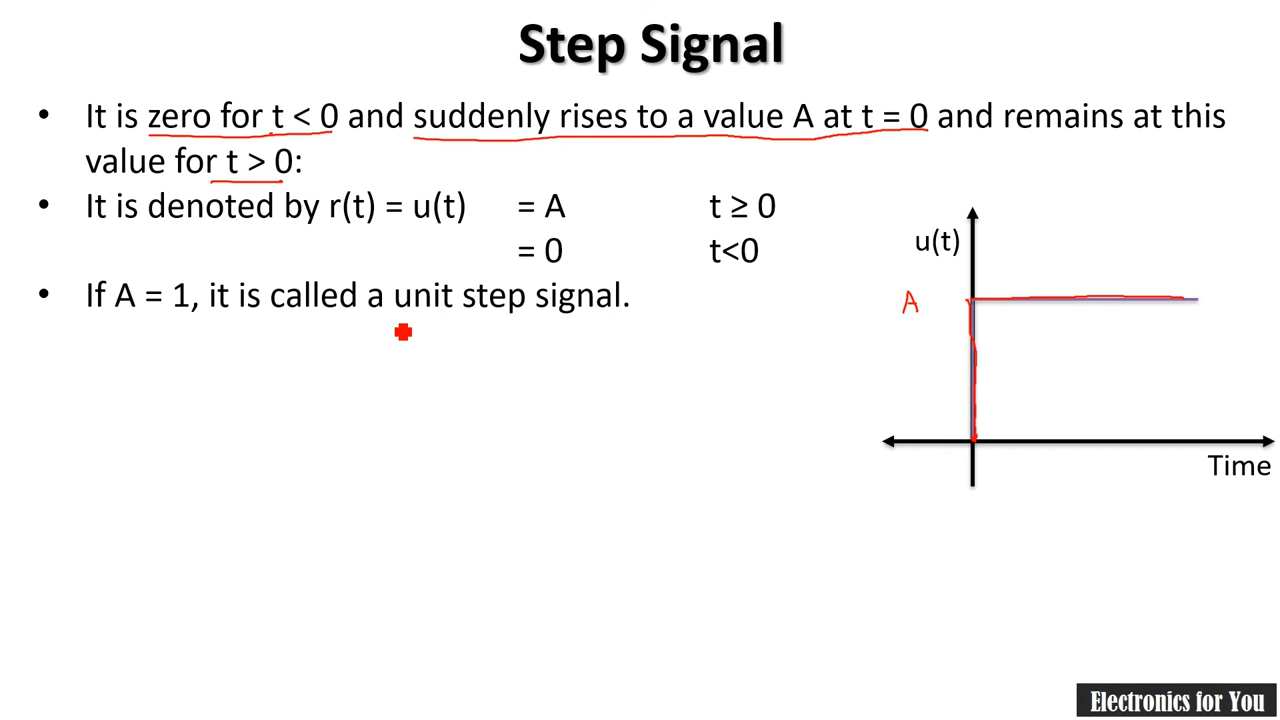 Step Signal
• It is zero for t < 0 and suddenly rises to a value A at t = 0 and remains at this
value for t > 0:
• It is denoted by r(t) = u(t) = A t ≥ 0
= 0 t<0
• If A = 1, it is called a unit step signal.
u(t)
A
Time
Electronics for You